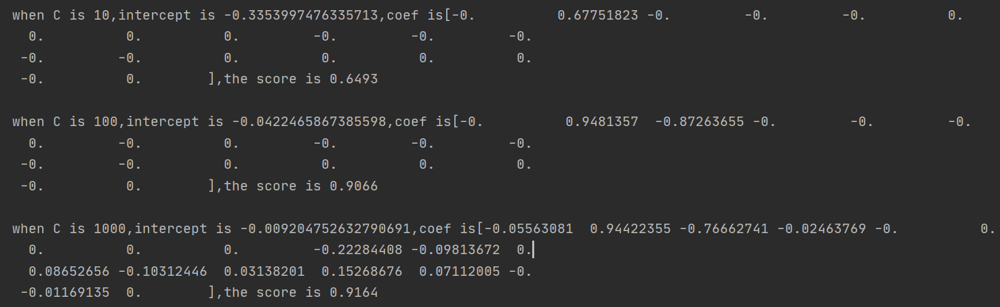 when C is 10,intercept is -0.3353997476335713,coef is[-0.          0.67751823 -0.         -0.         -0.          0.
  0.          0.          0.         -0.         -0.         -0.
 -0.         -0.          0.          0.          0.          0.
 -0.          0.        ],the score is 0.6493
when C is 100,intercept is -0.04224658673​85598,coef is[-0.          0.9481357  -0.87263655 -0.         -0.         -0.
  0.         -0.          0.         -0.         -0.         -0.
 -0.         -0.          0.          0.          0.          0.
 -0.          0.        ],the score is 0.9066
when C is 1000,intercept is -0.009204752632790691,coef is[-0.05563081  0.94422355 -0.76662741 -0.02463769 -0.          0.
  0.          0.          0.         -0.22284408 -0.09813672  0.
  0.08652656 -0.10312446  0.03138201  0.15268676  0.07112005 -0.
 -0.01169135  0.        ],the score is 0.9164